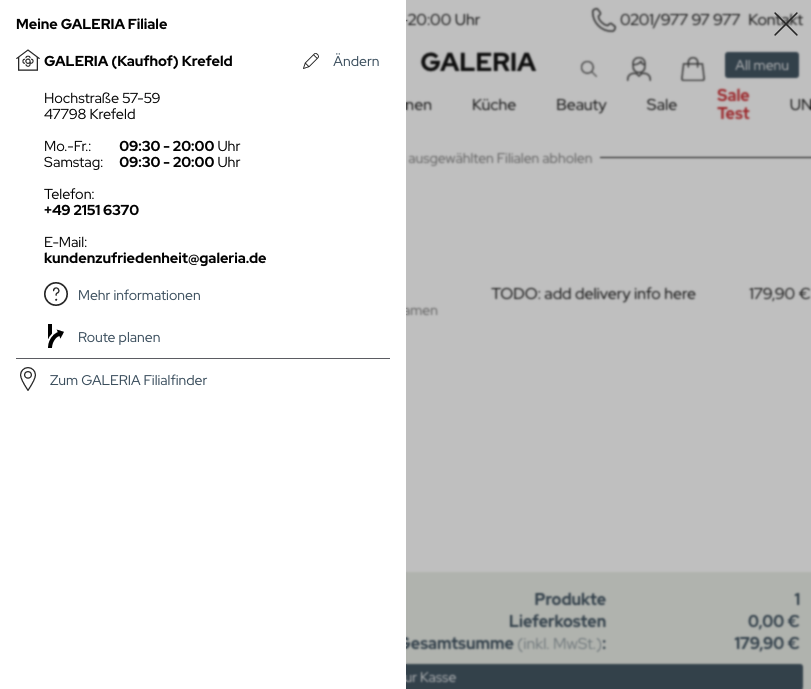 Meine GALERIA Filiale
GALERIA (Kaufhof) Krefeld
Ändern
Hochstraße 57-59
47798 Krefeld
Mo.-Fr.: 09:30 - 20:00 Uhr
Samstag: 09:30 - 20:00 Uhr
Telefon:
+49 2151 6370
E-Mail:
kundenzufriedenheit@galeria.de
Mehr informationen
Route planen
Zum GALERIA Filialfinder
-20:00 Uhr
0201/977 97 977
Kontakt
GALERIA
All menu
nen
Küche
Beauty
Sale
Sale
Test
UN
ausgewählten Filialen abholen
TODO: add delivery info here
179,90 €
amen
Produkte 1
Lieferkosten 0,00 €
Gesamtsumme (inkl. MwSt.): 179,90 €
ur Kasse